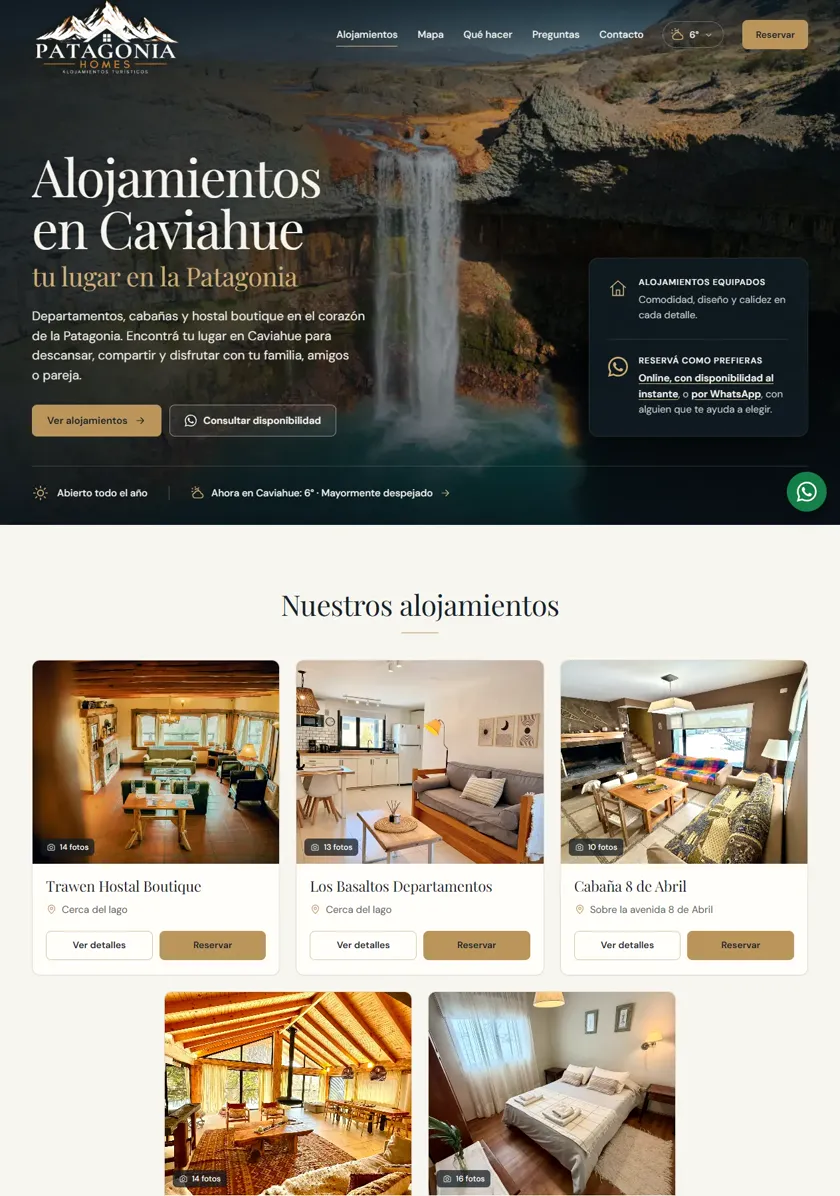 PATAGONIA
HOMES
ALOJAMIENTOS TURÍSTICOS
Alojamientos
Mapa
Qué hacer
Preguntas
Contacto
6°
Reservar
Alojamientos
en Caviahue
tu lugar en la Patagonia
Departamentos, cabañas y hostal boutique en el corazón
de la Patagonia. Encontrá tu lugar en Caviahue para
descansar, compartir y disfrutar con tu familia, amigos
o pareja.
Ver alojamientos →
Consultar disponibilidad
ALOJAMIENTOS EQUIPADOS
Comodidad, diseño y calidez en
cada detalle.
RESERVÁ COMO PREFIERAS
Online, con disponibilidad al
instante, o por WhatsApp, con
alguien que te ayuda a elegir.
Abierto todo el año
Ahora en Caviahue: 6° · Mayormente despejado →
Nuestros alojamientos
14 fotos
Trawen Hostal Boutique
Cerca del lago
Ver detalles
Reservar
13 fotos
Los Basaltos Departamentos
Cerca del lago
Ver detalles
Reservar
10 fotos
Cabaña 8 de Abril
Sobre la avenida 8 de Abril
Ver detalles
Reservar
14 fotos
16 fotos